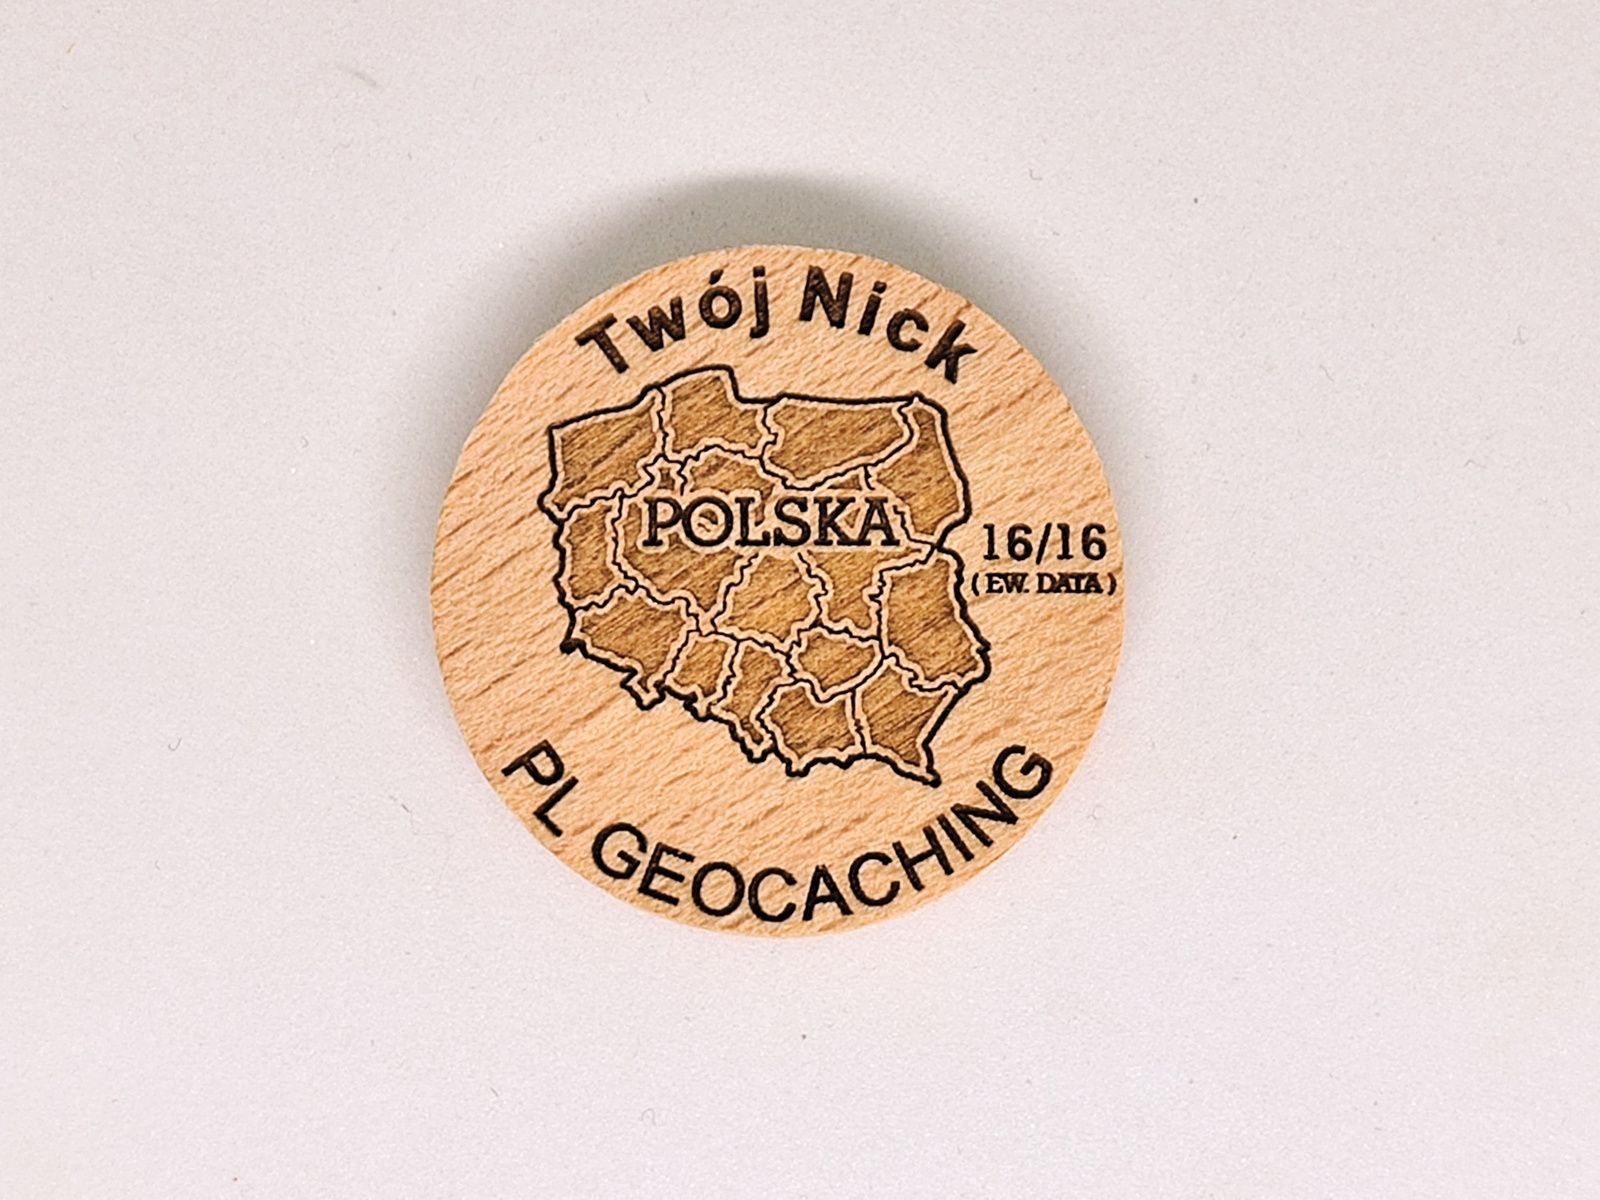 Twój Nick
POLSKA
16/16
(EW. DATA)
PL GEOCACHING